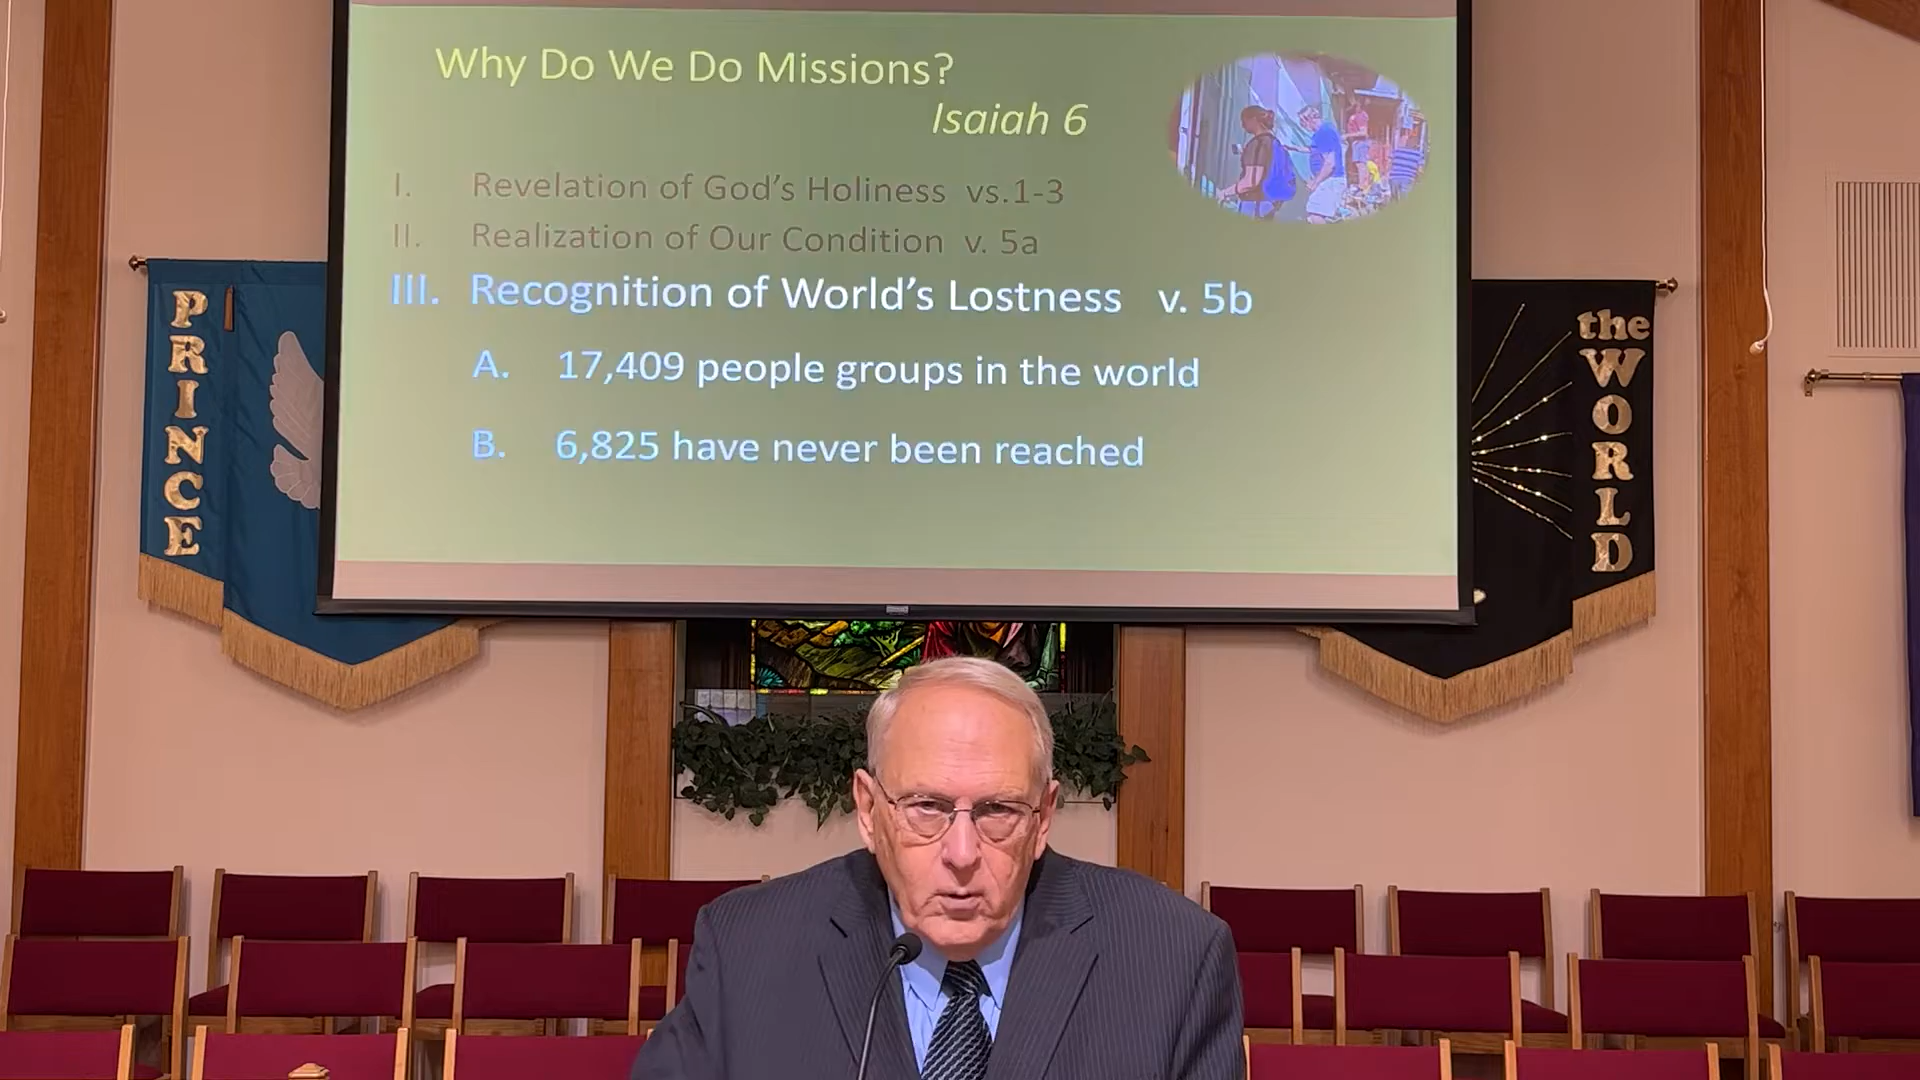 Why Do We Do Missions?
Isaiah 6
I. Revelation of God's Holiness vs.1-3
II. Realization of Our Condition v. 5a
III. Recognition of World's Lostness v. 5b
A. 17,409 people groups in the world
B. 6,825 have never been reached
PRINCE
the
WORLD